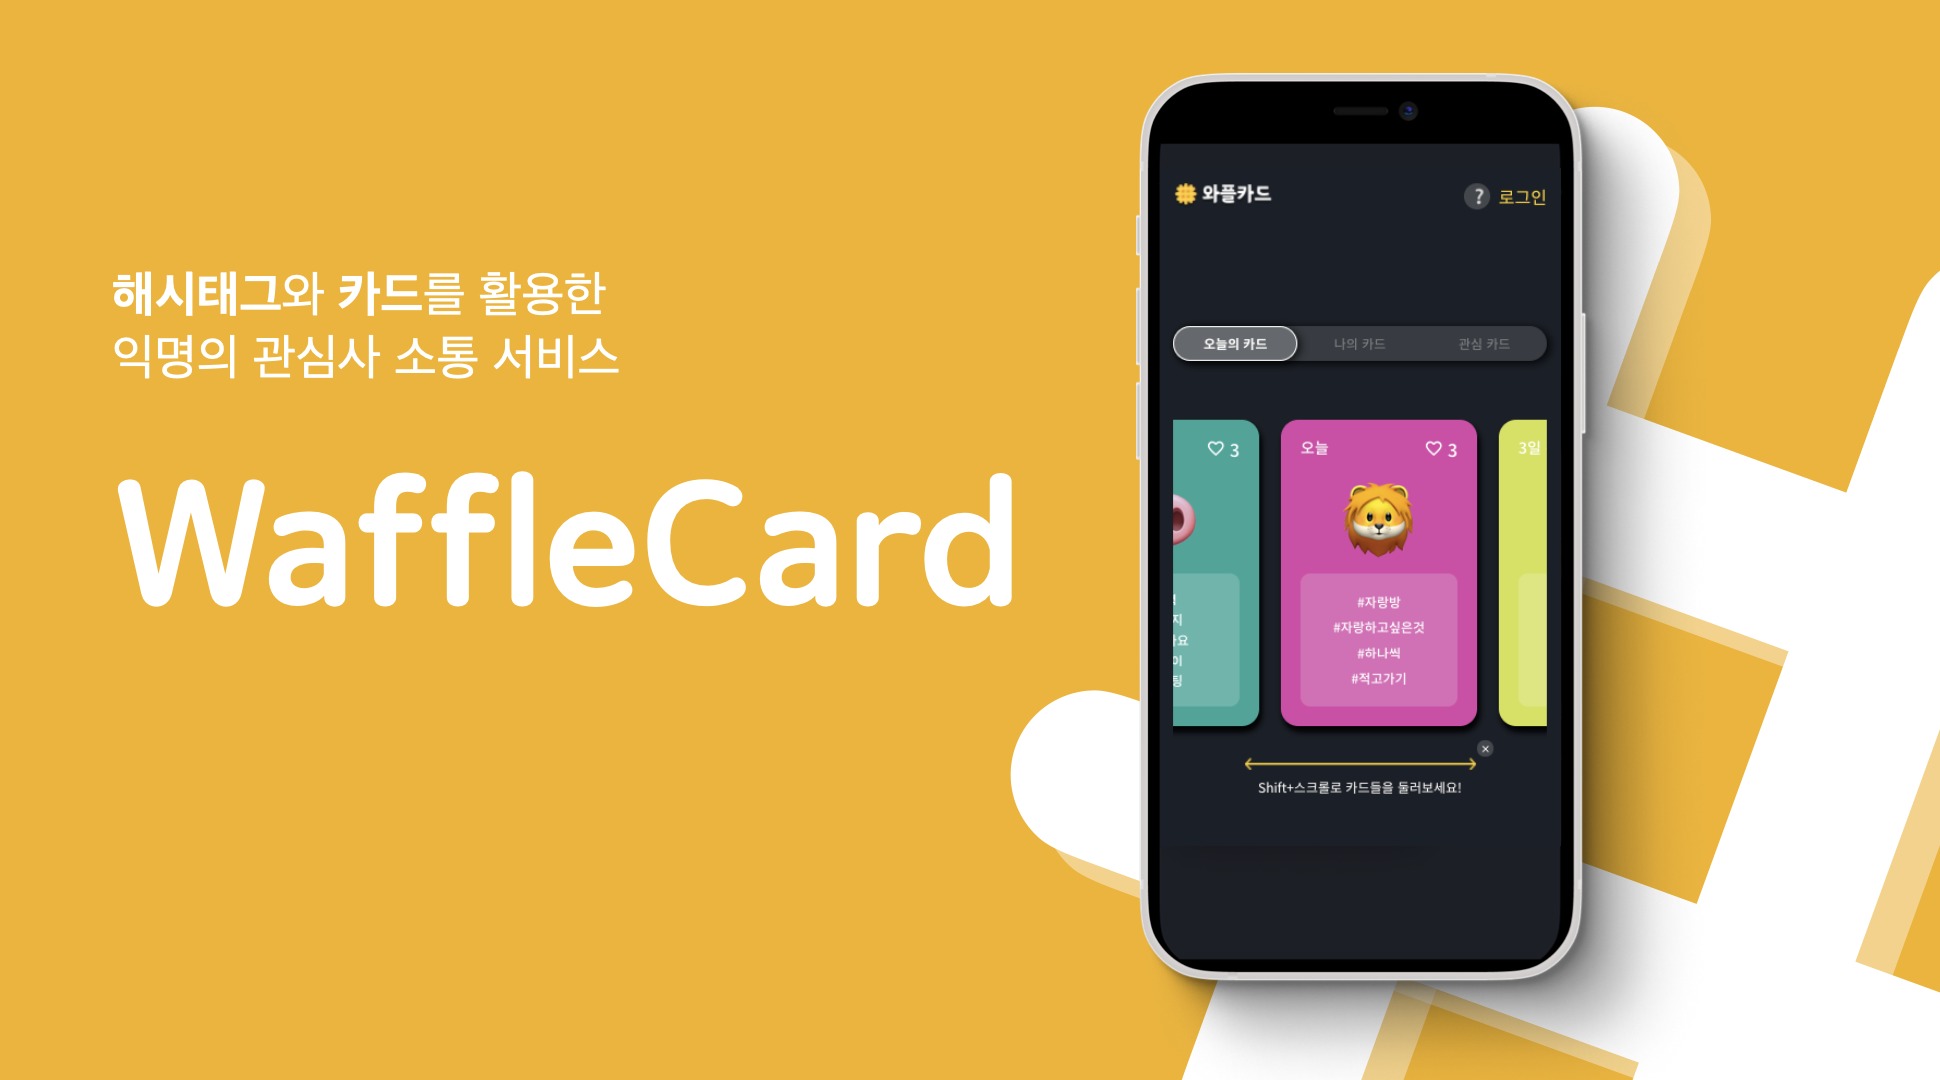 해시태그와 카드를 활용한
익명의 관심사 소통 서비스
WaffleCard
와플카드
? 로그인
오늘의 카드 나의 카드 관심 카드
3
지
요
이
팅
오늘 3
#자랑방
#자랑하고싶은것
#하나씩
#적고가기
3일
Shift+스크롤로 카드들을 둘러보세요!